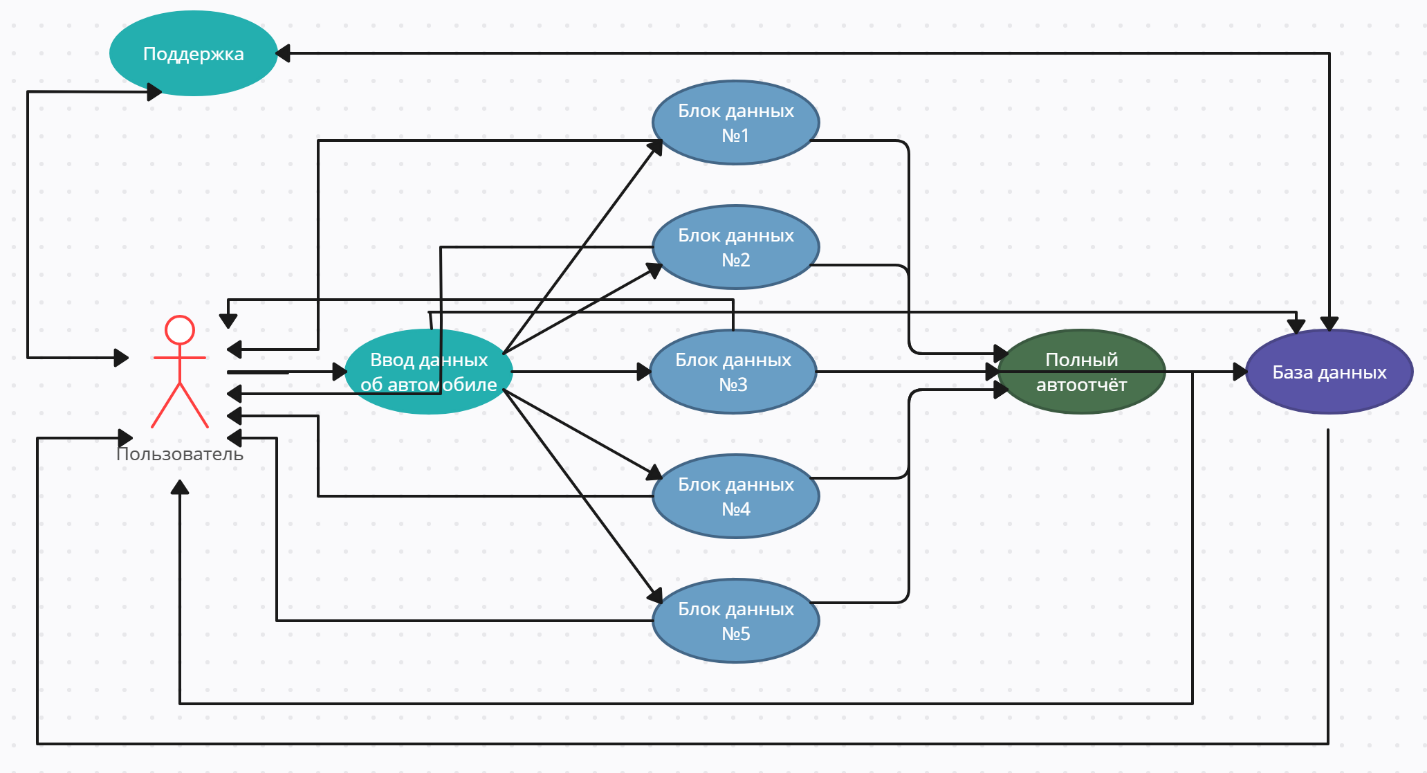 Поддержка
Блок данных
№1
Блок данных
№2
Ввод данных
об автомобиле
Блок данных
№3
Полный
автоотчёт
База данных
Пользователь
Блок данных
№4
Блок данных
№5